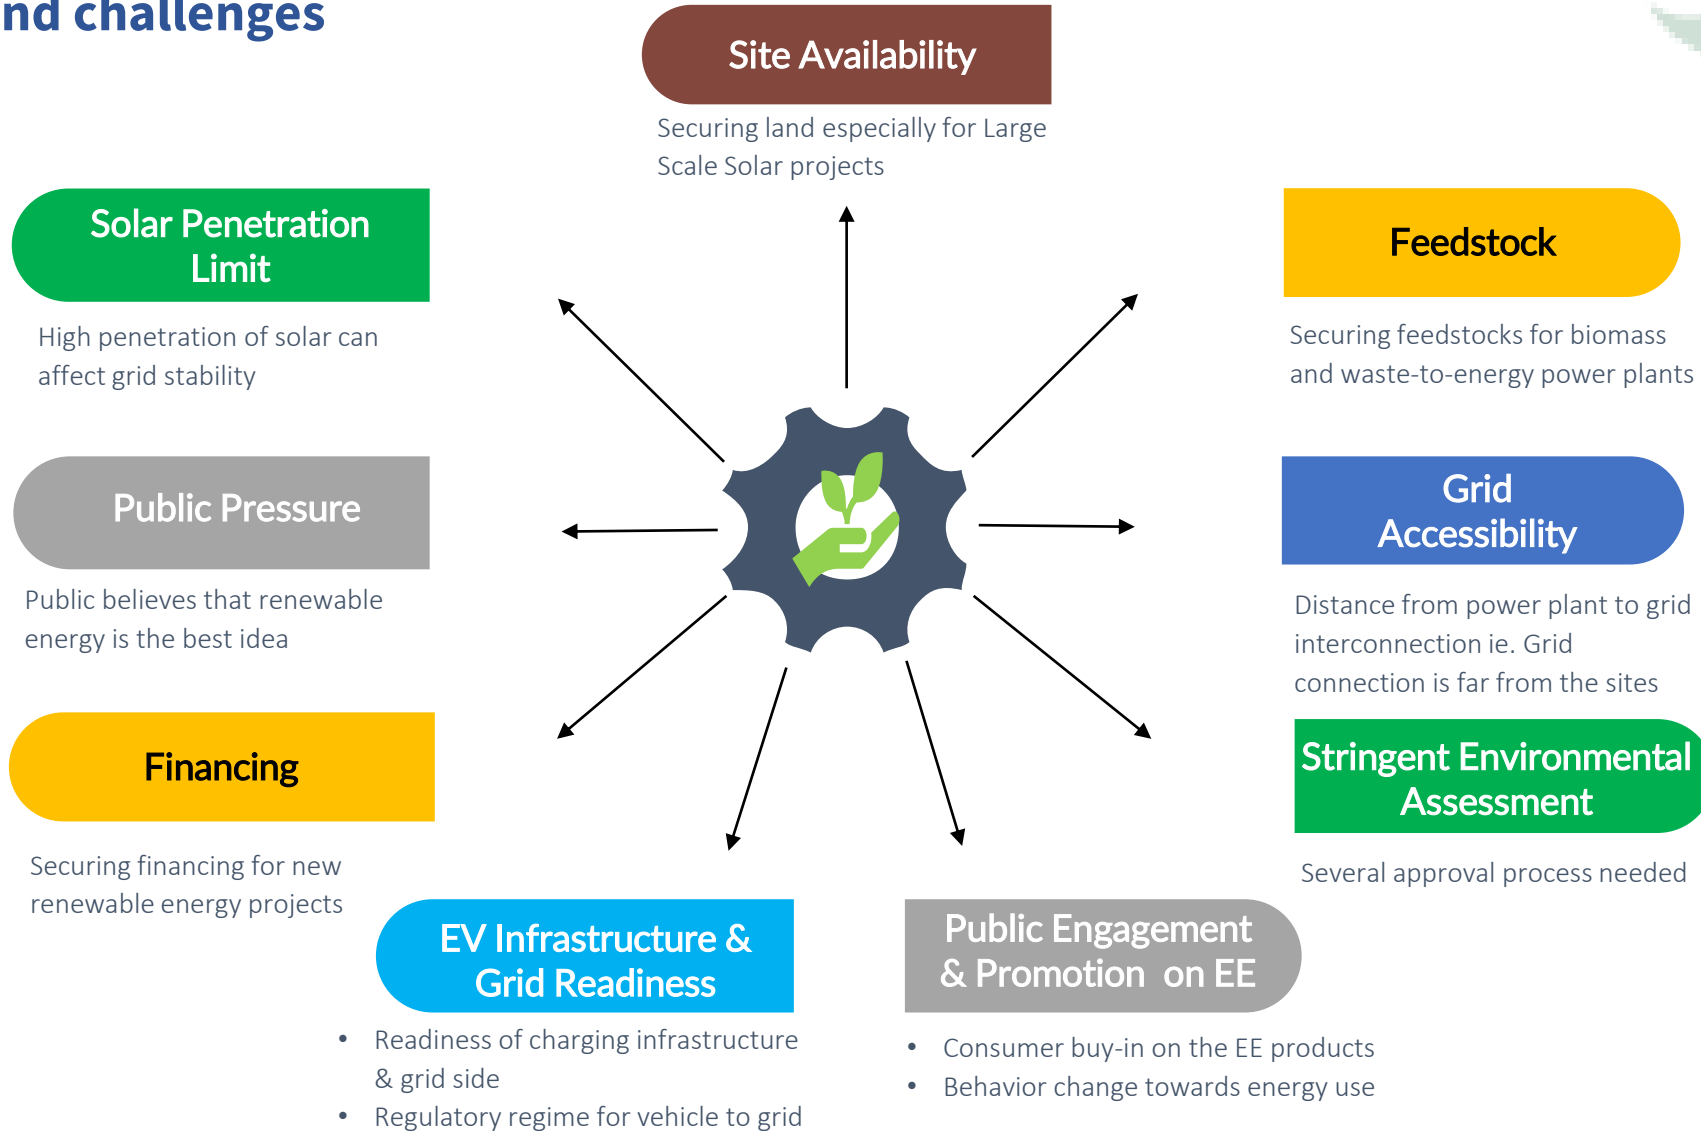 nd challenges
Site Availability
Securing land especially for Large
Scale Solar projects
Solar Penetration
Limit
High penetration of solar can
affect grid stability
Feedstock
Securing feedstocks for biomass
and waste-to-energy power plants
Public Pressure
Public believes that renewable
energy is the best idea
Grid
Accessibility
Distance from power plant to grid
interconnection ie. Grid
connection is far from the sites
Financing
Securing financing for new
renewable energy projects
Stringent Environmental
Assessment
Several approval process needed
EV Infrastructure &
Grid Readiness
• Readiness of charging infrastructure
& grid side
• Regulatory regime for vehicle to grid
Public Engagement
& Promotion on EE
• Consumer buy-in on the EE products
• Behavior change towards energy use